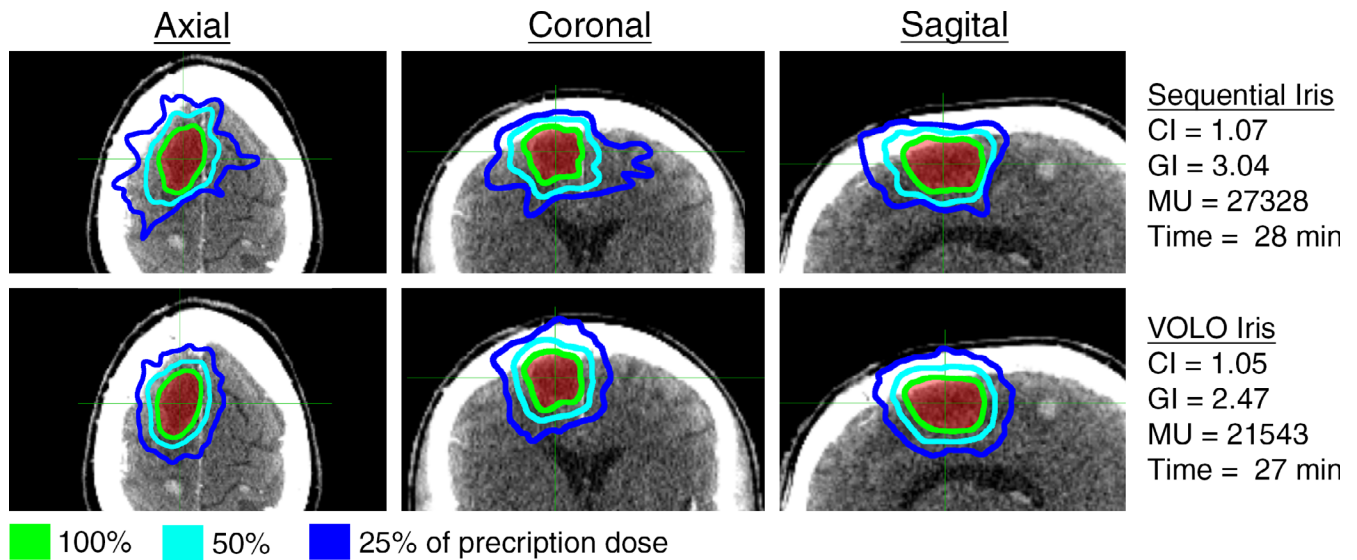 Axial
Coronal
Sagital
Sequential Iris
CI = 1.07
GI = 3.04
MU = 27328
Time = 28 min
VOLO Iris
CI = 1.05
GI = 2.47
MU = 21543
Time = 27 min
100%
50%
25% of precription dose